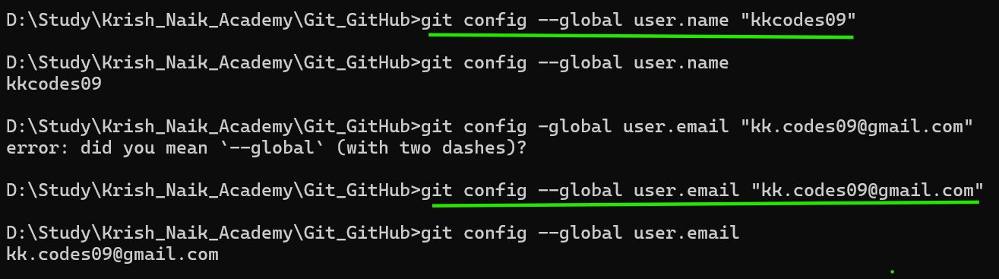 D:\Study\Krish_Naik_Academy\Git_GitHub>git config --global user.name "kkcodes09"
D:\Study\Krish_Naik_Academy\Git_GitHub>git config --global user.name
kkcodes09
D:\Study\Krish_Naik_Academy\Git_GitHub>git config -global user.email "kk.codes09@gmail.com"
error: did you mean `--global` (with two dashes)?
D:\Study\Krish_Naik_Academy\Git_GitHub>git config --global user.email "kk.codes09@gmail.com"
D:\Study\Krish_Naik_Academy\Git_GitHub>git config --global user.email
kk.codes09@gmail.com